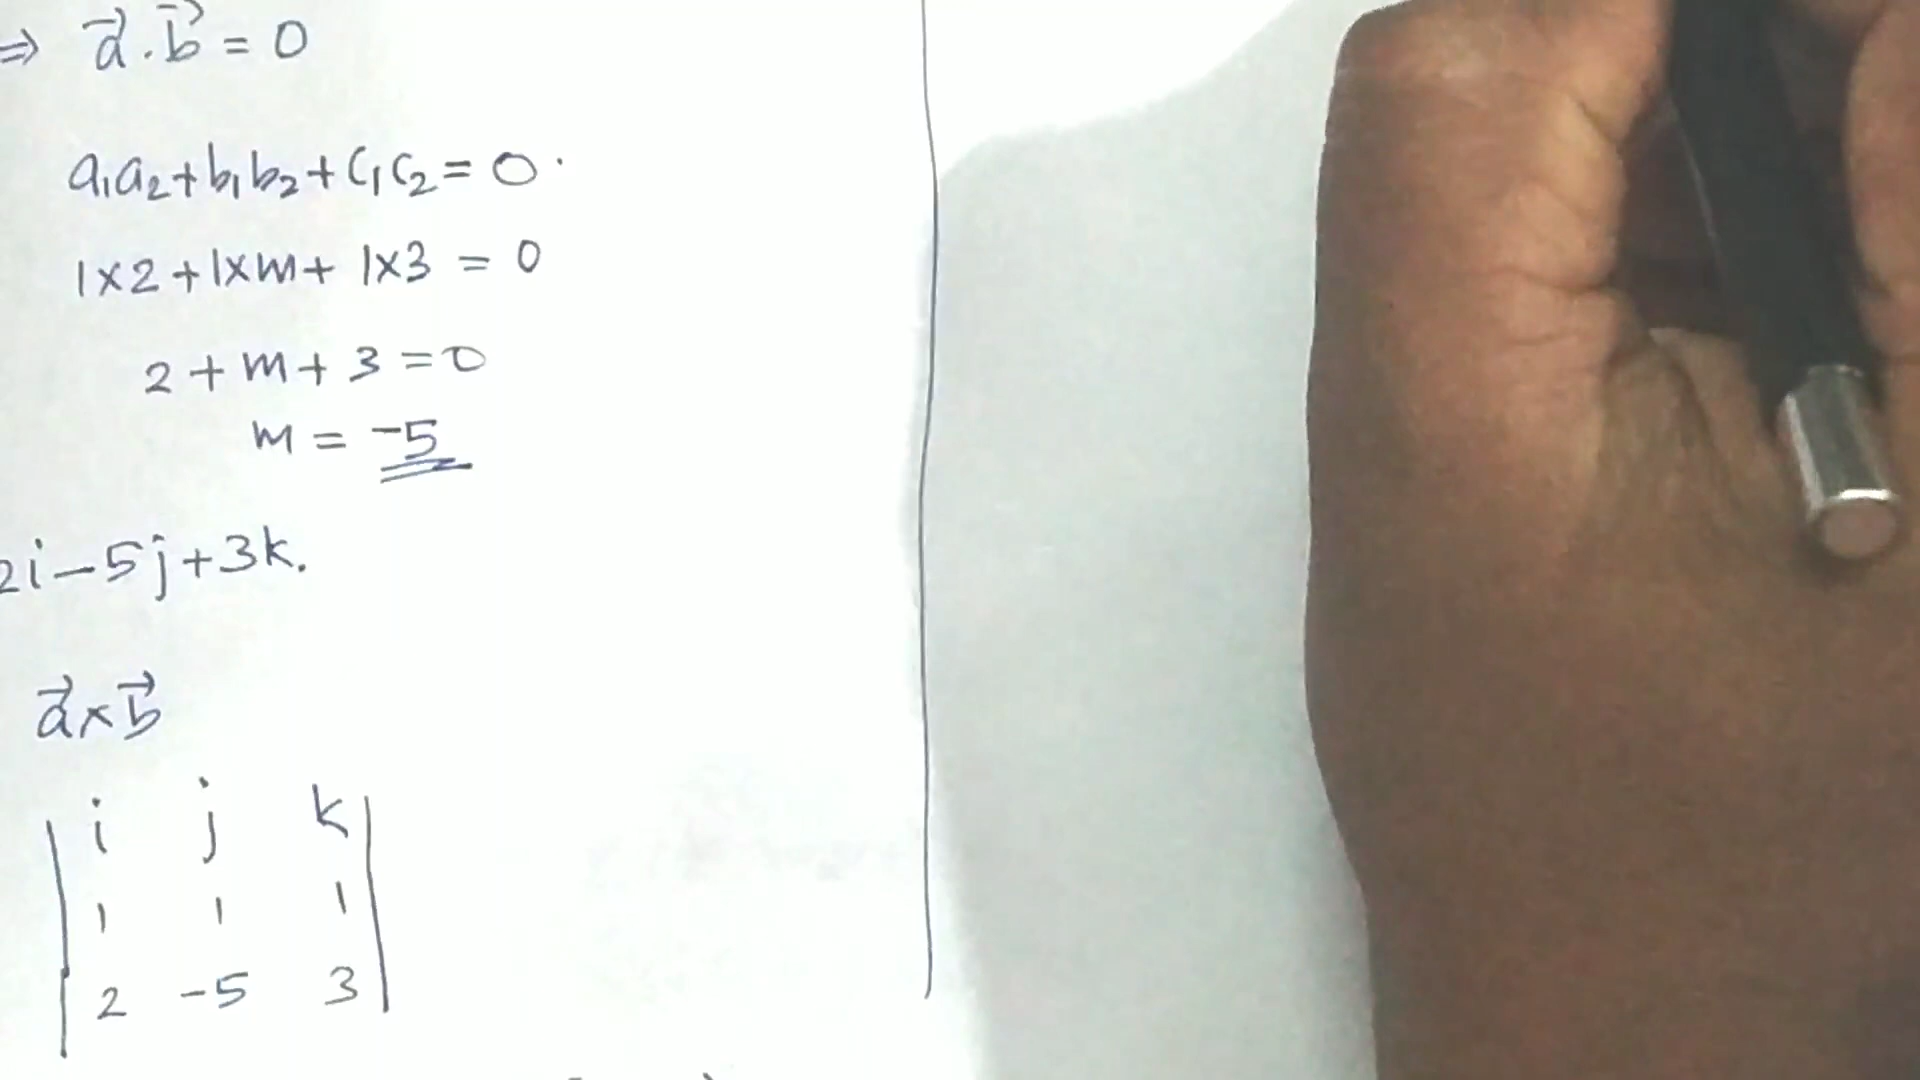 ⇒ a⃗ . b⃗ = 0
a₁a₂ + b₁b₂ + c₁c₂ = 0
1×2 + 1×m + 1×3 = 0
2 + m + 3 = 0
m = -5
2i - 5j + 3k.
a⃗ × b⃗
i j k
1 1 1
2 -5 3